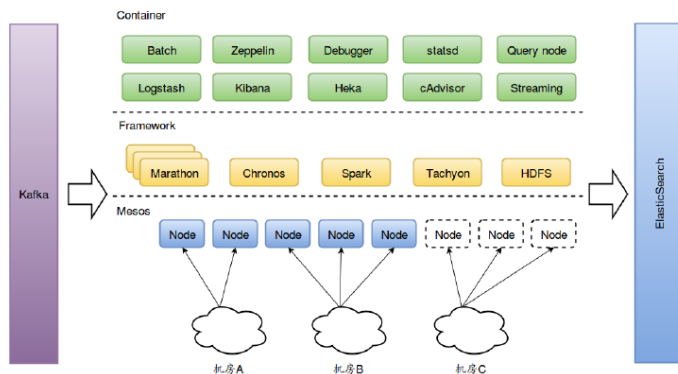 Container
Batch
Zeppelin
Debugger
statsd
Query node
Logstash
Kibana
Heka
cAdvisor
Streaming
Framework
Marathon
Chronos
Spark
Tachyon
HDFS
Kafka
ElasticSearch
Mesos
Node
Node
Node
Node
Node
Node
Node
Node
机房A
机房B
机房C